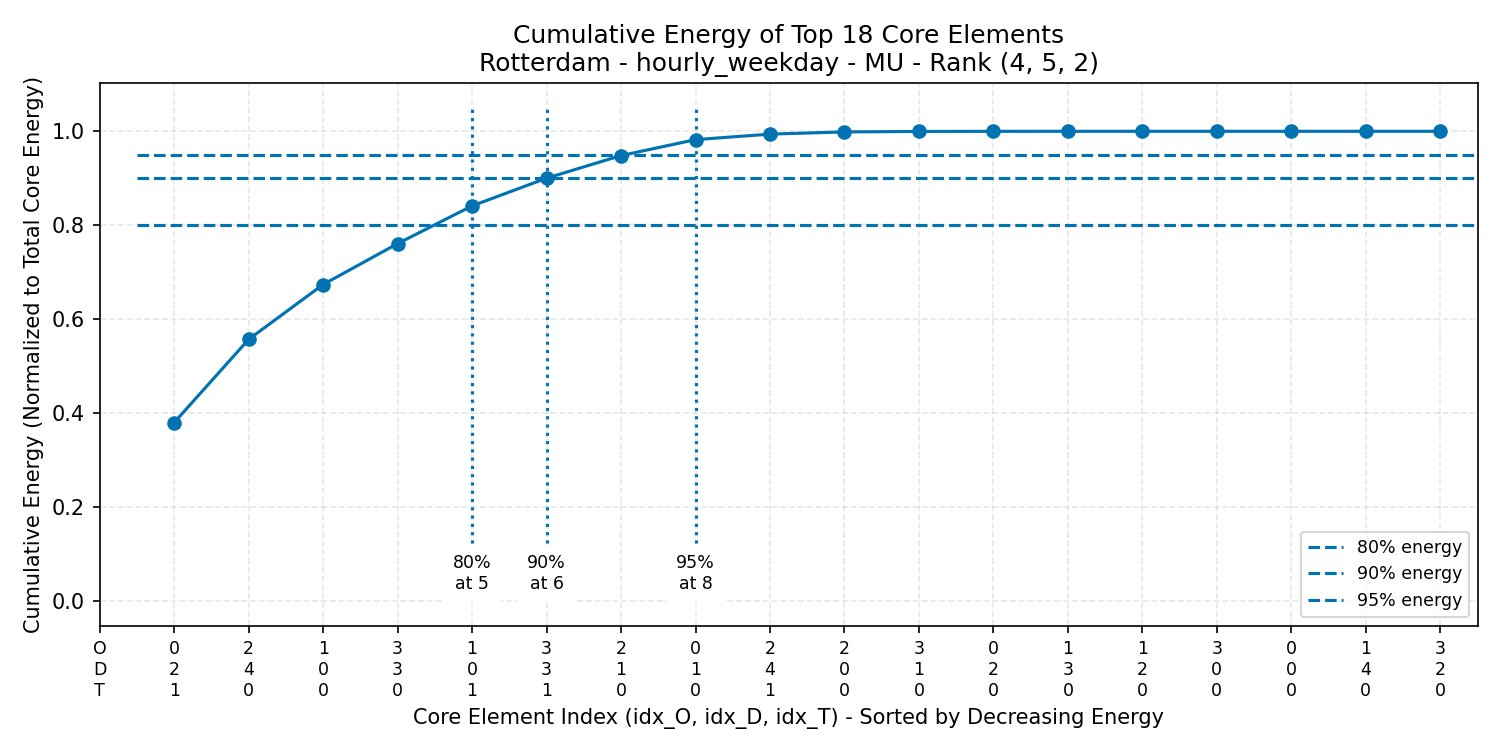 Cumulative Energy of Top 18 Core Elements
Rotterdam - hourly_weekday - MU - Rank (4, 5, 2)
Cumulative Energy (Normalized to Total Core Energy)
1.0
0.8
0.6
0.4
0.2
0.0
80%
at 5
90%
at 6
95%
at 8
80% energy
90% energy
95% energy
O 0 2 1 3 1 3 2 0 2 2 3 0 1 1 3 0 1 3
D 2 4 0 3 0 3 1 1 4 0 1 2 3 2 0 0 4 2
T 1 0 0 0 1 1 0 0 1 0 0 0 0 0 0 0 0 0
Core Element Index (idx_O, idx_D, idx_T) - Sorted by Decreasing Energy